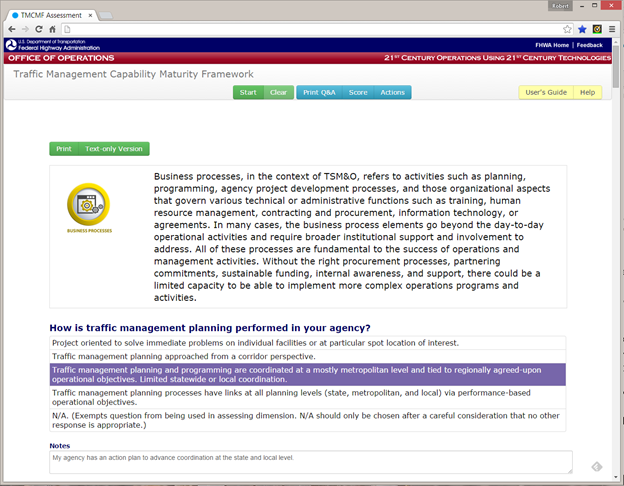 Robert
TMCMF Assessment
U.S. Department of Transportation
Federal Highway Administration
FHWA Home | Feedback
OFFICE OF OPERATIONS
21ST CENTURY OPERATIONS USING 21ST CENTURY TECHNOLOGIES
Traffic Management Capability Maturity Framework
Start Clear Print Q&A Score Actions User's Guide Help
Print Text-only Version
BUSINESS PROCESSES
Business processes, in the context of TSM&O, refers to activities such as planning,
programming, agency project development processes, and those organizational aspects
that govern various technical or administrative functions such as training, human
resource management, contracting and procurement, information technology, or
agreements. In many cases, the business process elements go beyond the day-to-day
operational activities and require broader institutional support and involvement to
address. All of these processes are fundamental to the success of operations and
management activities. Without the right procurement processes, partnering
commitments, sustainable funding, internal awareness, and support, there could be a
limited capacity to be able to implement more complex operations programs and
activities.
How is traffic management planning performed in your agency?
Project oriented to solve immediate problems on individual facilities or at particular spot location of interest.
Traffic management planning approached from a corridor perspective.
Traffic management planning and programming are coordinated at a mostly metropolitan level and tied to regionally agreed-upon
operational objectives. Limited statewide or local coordination.
Traffic management planning processes have links at all planning levels (state, metropolitan, and local) via performance-based
operational objectives.
N/A. (Exempts question from being used in assessing dimension. N/A should only be chosen after a careful consideration that no other
response is appropriate.)
Notes
My agency has an action plan to advance coordination at the state and local level